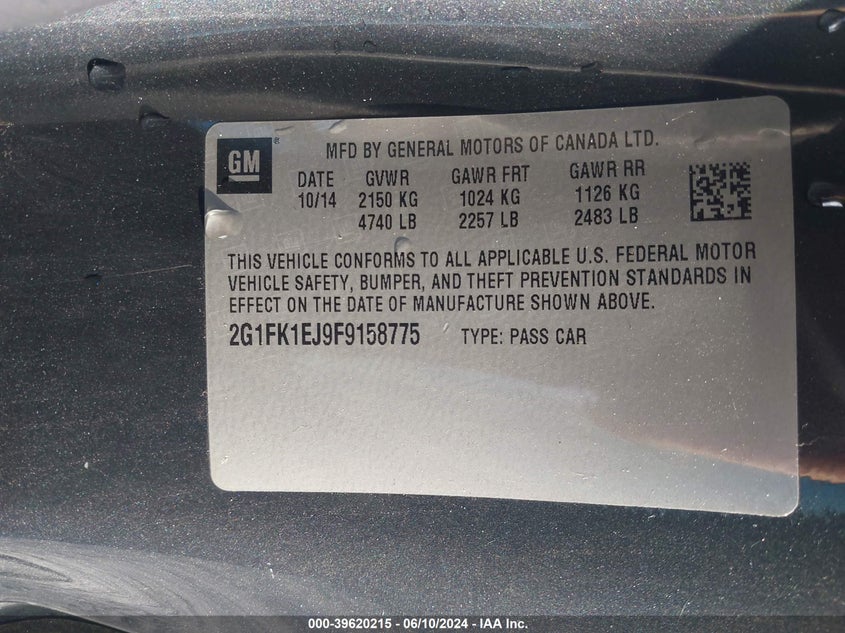 GM
MFD BY GENERAL MOTORS OF CANADA LTD.
DATE GVWR GAWR FRT GAWR RR
10/14 2150 KG 1024 KG 1126 KG
4740 LB 2257 LB 2483 LB
THIS VEHICLE CONFORMS TO ALL APPLICABLE U.S. FEDERAL MOTOR
VEHICLE SAFETY, BUMPER, AND THEFT PREVENTION STANDARDS IN
EFFECT ON THE DATE OF MANUFACTURE SHOWN ABOVE.
2G1FK1EJ9F9158775 TYPE: PASS CAR
000-39620215 - 06/10/2024 - IAA Inc.